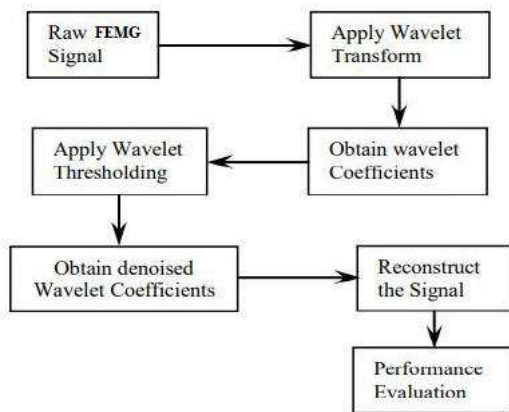 Raw FEMG
Signal
Apply Wavelet
Transform
Obtain wavelet
Coefficients
Apply Wavelet
Thresholding
Obtain denoised
Wavelet Coefficients
Reconstruct
the Signal
Performance
Evaluation